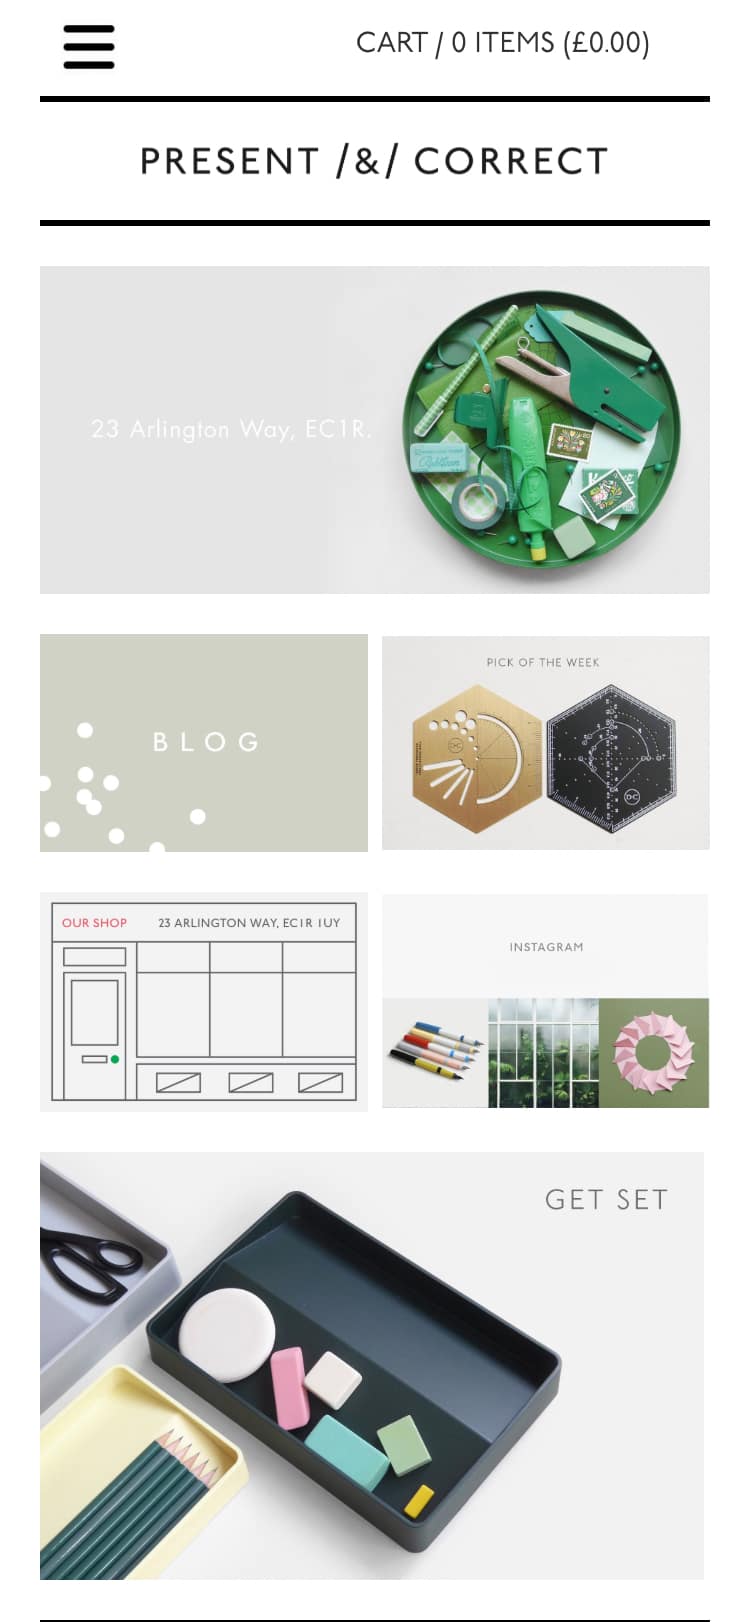 CART / 0 ITEMS (£0.00)
PRESENT /&/ CORRECT
23 Arlington Way, EC1R.
BLOG
PICK OF THE WEEK
OUR SHOP 23 ARLINGTON WAY, EC1R 1UY
INSTAGRAM
GET SET